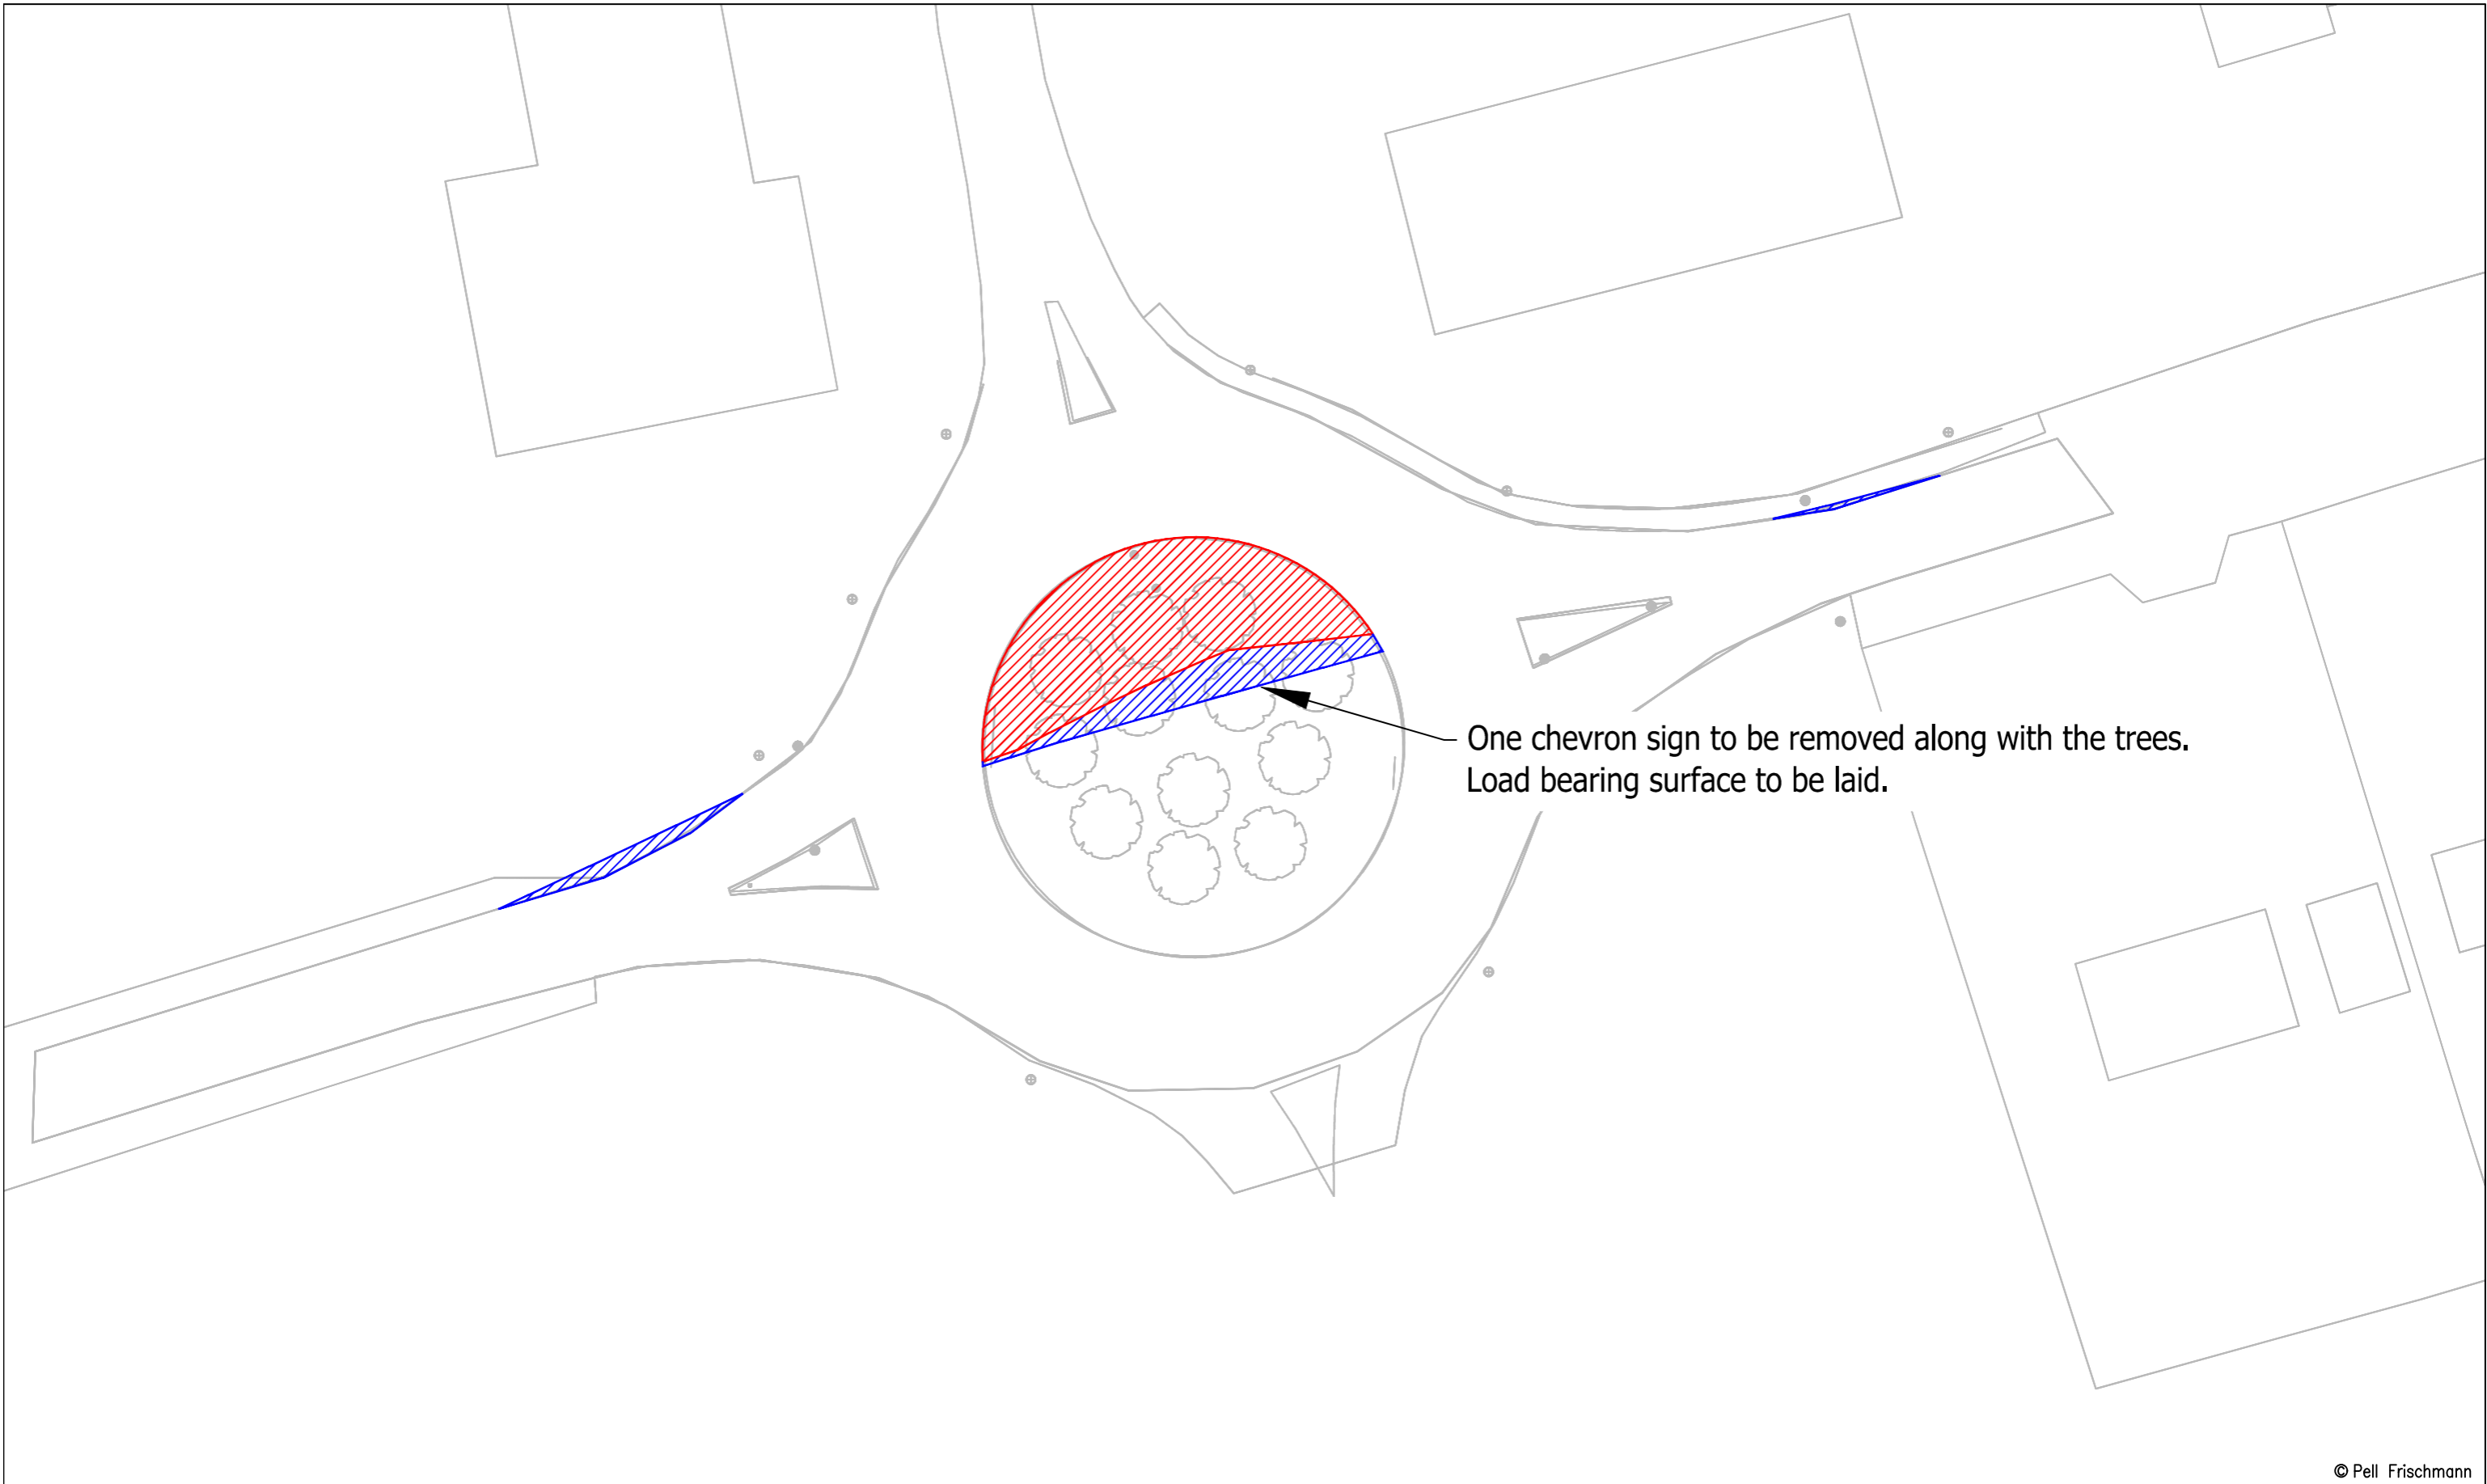 One chevron sign to be removed along with the trees.
Load bearing surface to be laid.
© Pell Frischmann